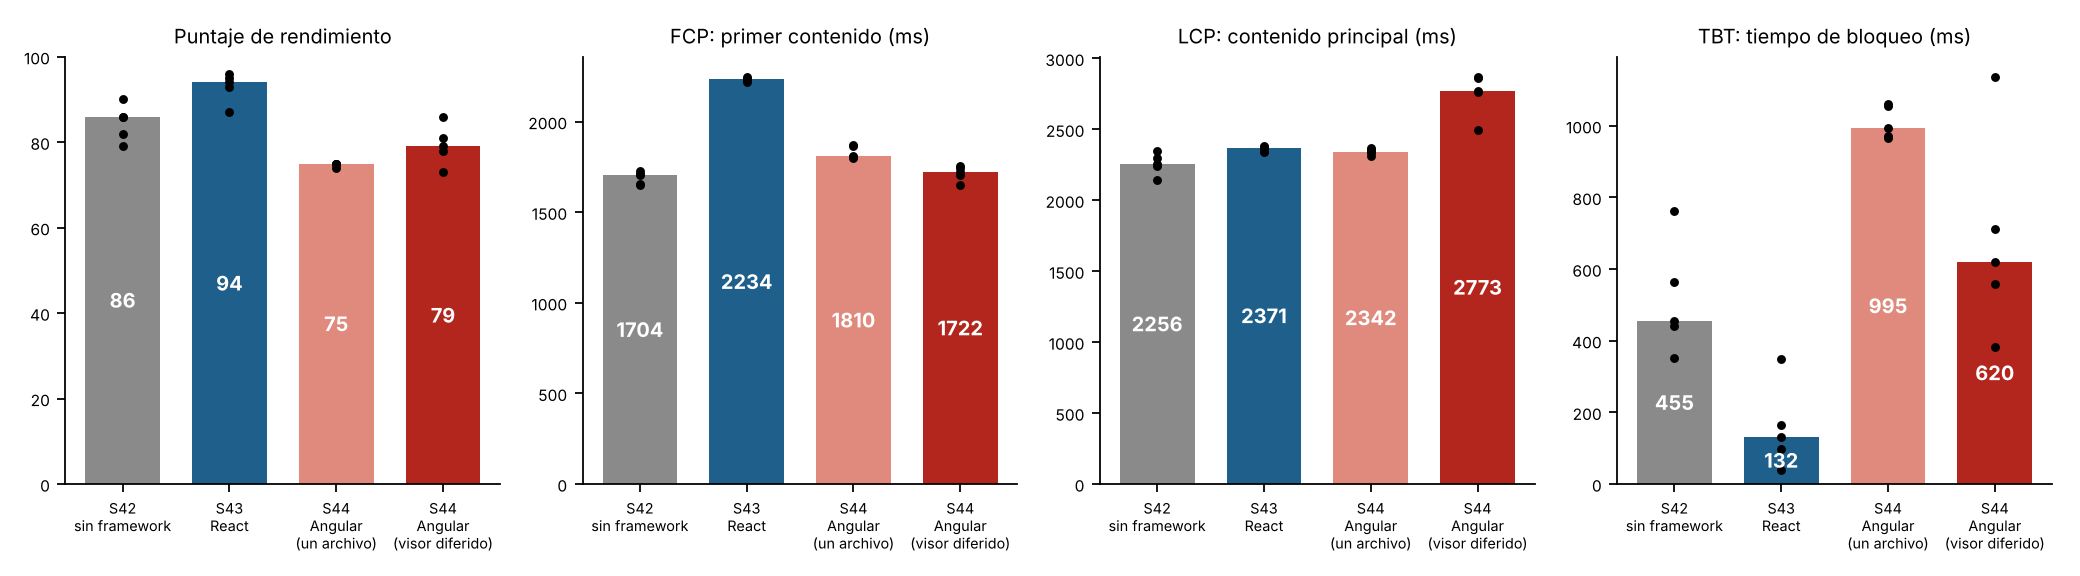 Puntaje de rendimiento
100
80
60
40
20
0
86
94
75
79
S42
sin framework
S43
React
S44
Angular
(un archivo)
S44
Angular
(visor diferido)
FCP: primer contenido (ms)
2000
1500
1000
500
0
1704
2234
1810
1722
S42
sin framework
S43
React
S44
Angular
(un archivo)
S44
Angular
(visor diferido)
LCP: contenido principal (ms)
3000
2500
2000
1500
1000
500
0
2256
2371
2342
2773
S42
sin framework
S43
React
S44
Angular
(un archivo)
S44
Angular
(visor diferido)
TBT: tiempo de bloqueo (ms)
1000
800
600
400
200
0
455
132
995
620
S42
sin framework
S43
React
S44
Angular
(un archivo)
S44
Angular
(visor diferido)